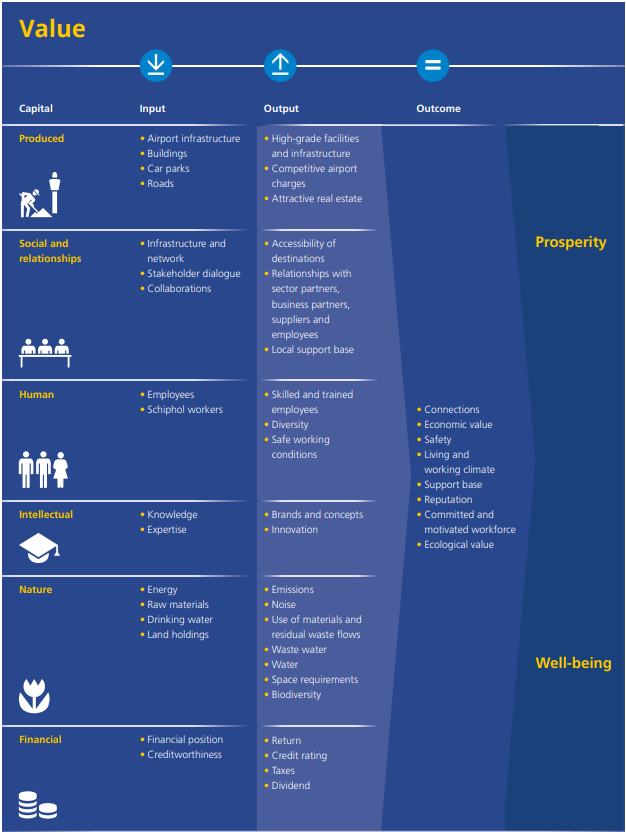 Value
Capital
Input
Output
Outcome
Produced
• Airport infrastructure
• Buildings
• Car parks
• Roads
• High-grade facilities
and infrastructure
• Competitive airport
charges
• Attractive real estate
Social and
relationships
• Infrastructure and
network
• Stakeholder dialogue
• Collaborations
• Accessibility of
destinations
• Relationships with
sector partners,
business partners,
suppliers and
employees
• Local support base
Human
• Employees
• Schiphol workers
• Skilled and trained
employees
• Diversity
• Safe working
conditions
Intellectual
• Knowledge
• Expertise
• Brands and concepts
• Innovation
Nature
• Energy
• Raw materials
• Drinking water
• Land holdings
• Emissions
• Noise
• Use of materials and
residual waste flows
• Waste water
• Water
• Space requirements
• Biodiversity
Financial
• Financial position
• Creditworthiness
• Return
• Credit rating
• Taxes
• Dividend
• Connections
• Economic value
• Safety
• Living and
working climate
• Support base
• Reputation
• Committed and
motivated workforce
• Ecological value
Prosperity
Well-being